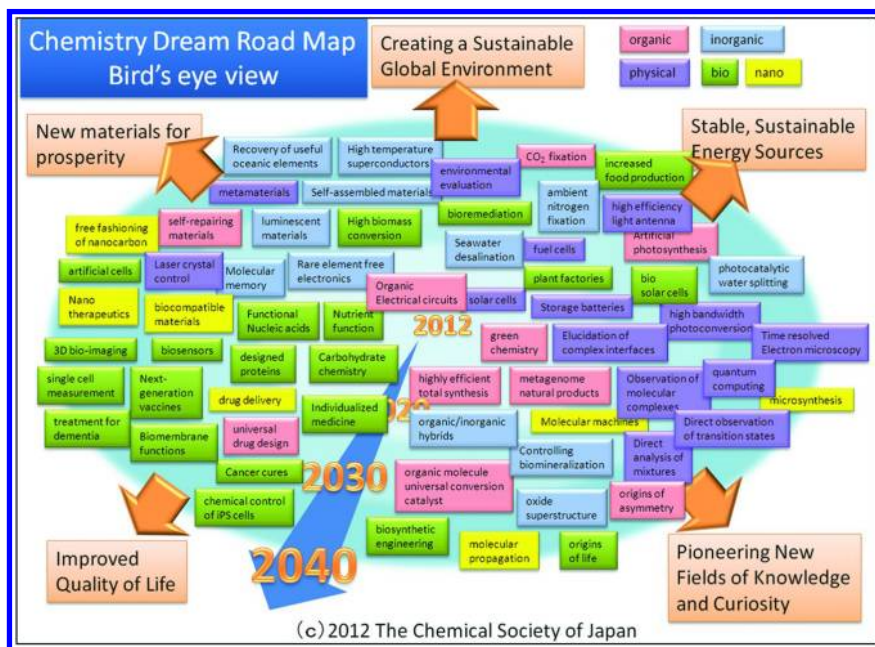 Chemistry Dream Road Map
Bird's eye view
Creating a Sustainable
Global Environment
organic
inorganic
physical
bio
nano
New materials for
prosperity
Stable, Sustainable
Energy Sources
Recovery of useful
oceanic elements
High temperature
superconductors
environmental
evaluation
CO₂ fixation
increased
food production
metamaterials
Self-assembled materials
ambient
nitrogen
fixation
high efficiency
light antenna
free fashioning
of nanocarbon
self-repairing
materials
luminescent
materials
High biomass
conversion
bioremediation
Seawater
desalination
fuel cells
Artificial
photosynthesis
artificial cells
Laser crystal
control
Molecular
memory
Rare element free
electronics
Organic
Electrical circuits
solar cells
plant factories
bio
solar cells
photocatalytic
water splitting
Nano
therapeutics
biocompatible
materials
Functional
Nucleic acids
Nutrient
function
2012
Storage batteries
high bandwidth
photoconversion
Time resolved
Electron microscopy
3D bio-imaging
biosensors
designed
proteins
Carbohydrate
chemistry
green
chemistry
Elucidation of
complex interfaces
single cell
measurement
Next-
generation
vaccines
drug delivery
Individualized
medicine
highly efficient
total synthesis
metagenome
natural products
Observation of
molecular
complexes
quantum
computing
microsynthesis
treatment for
dementia
Biomembrane
functions
universal
drug design
organic/inorganic
hybrids
Molecular machines
Direct observation
of transition states
Cancer cures
2030
Controlling
biomineralization
Direct
analysis of
mixtures
chemical control
of iPS cells
organic molecule
universal conversion
catalyst
oxide
superstructure
origins of
asymmetry
2040
biosynthetic
engineering
molecular
propagation
origins
of life
Improved
Quality of Life
Pioneering New
Fields of Knowledge
and Curiosity
(c) 2012 The Chemical Society of Japan